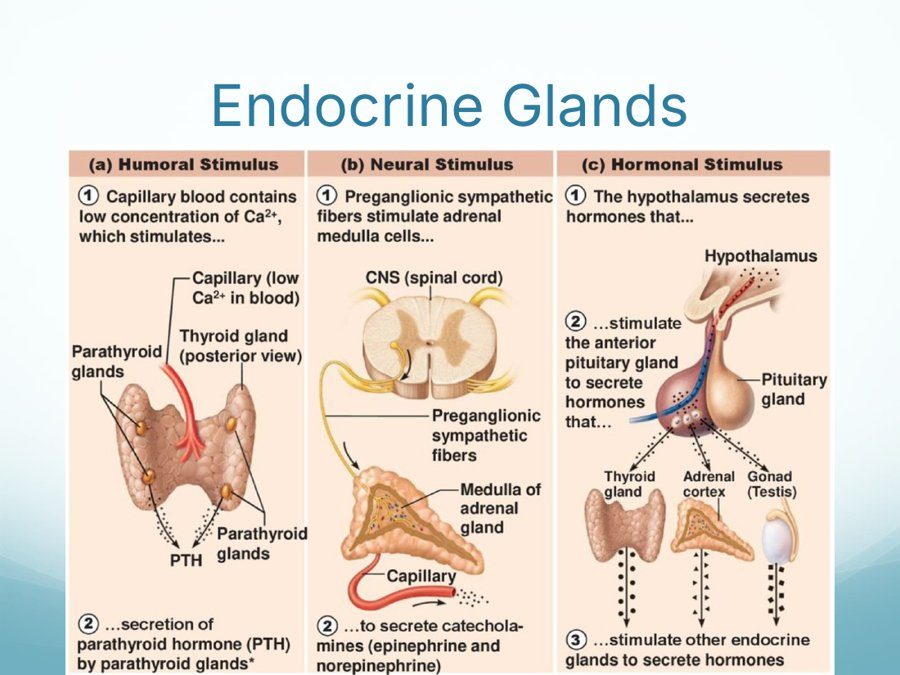 Endocrine Glands
(a) Humoral Stimulus
① Capillary blood contains
low concentration of Ca²⁺,
which stimulates...
Capillary (low
Ca²⁺ in blood)
Thyroid gland
(posterior view)
Parathyroid
glands
Parathyroid
glands
PTH
② …secretion of
parathyroid hormone (PTH)
by parathyroid glands*
(b) Neural Stimulus
① Preganglionic sympathetic
fibers stimulate adrenal
medulla cells...
CNS (spinal cord)
Preganglionic
sympathetic
fibers
Medulla of
adrenal
gland
Capillary
② …to secrete catechola-
mines (epinephrine and
norepinephrine)
(c) Hormonal Stimulus
① The hypothalamus secretes
hormones that...
Hypothalamus
② …stimulate
the anterior
pituitary gland
to secrete
hormones
that…
Pituitary
gland
Thyroid
gland
Adrenal
cortex
Gonad
(Testis)
③ …stimulate other endocrine
glands to secrete hormones